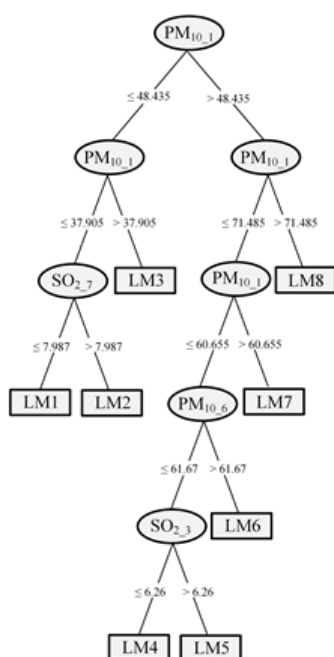 PM10_1
≤ 48.435 > 48.435
PM10_1 PM10_1
≤ 37.905 > 37.905 ≤ 71.485 > 71.485
SO2_7 LM3 PM10_1 LM8
≤ 7.987 > 7.987 ≤ 60.655 > 60.655
LM1 LM2 PM10_6 LM7
≤ 61.67 > 61.67
SO2_3 LM6
≤ 6.26 > 6.26
LM4 LM5